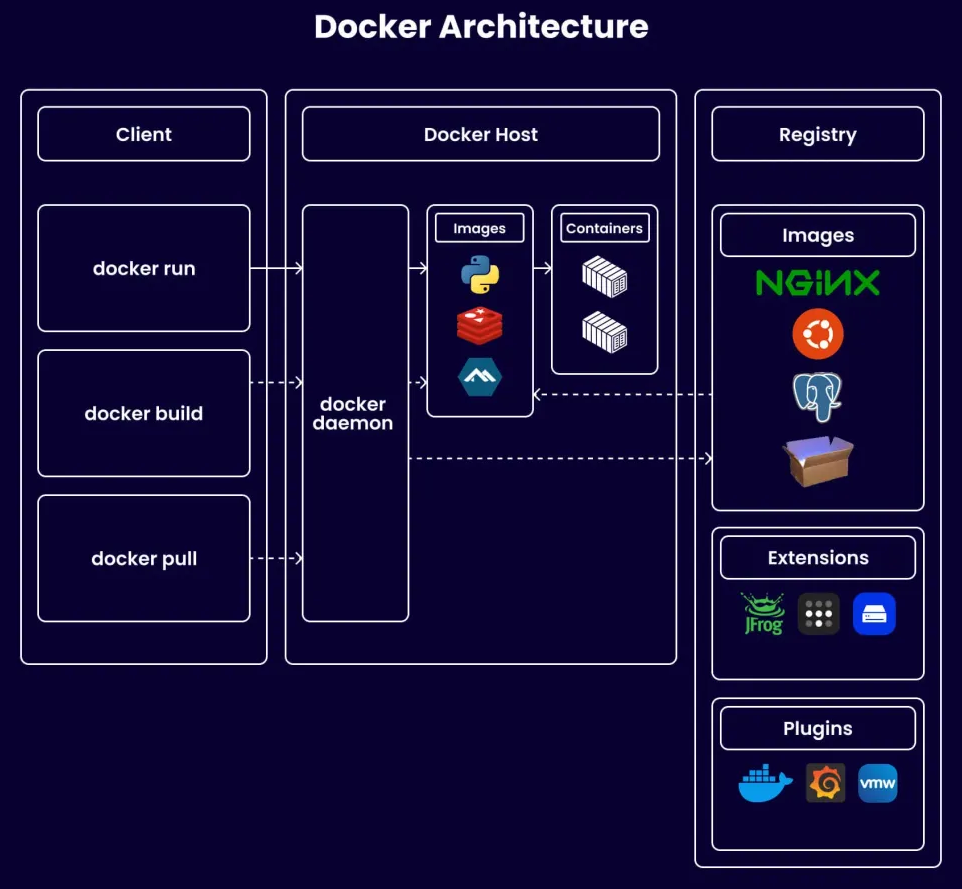 Docker Architecture
Client
docker run
docker build
docker pull
Docker Host
docker
daemon
Images
Containers
Registry
Images
NGiNX
Extensions
JFrog
Plugins
vmw